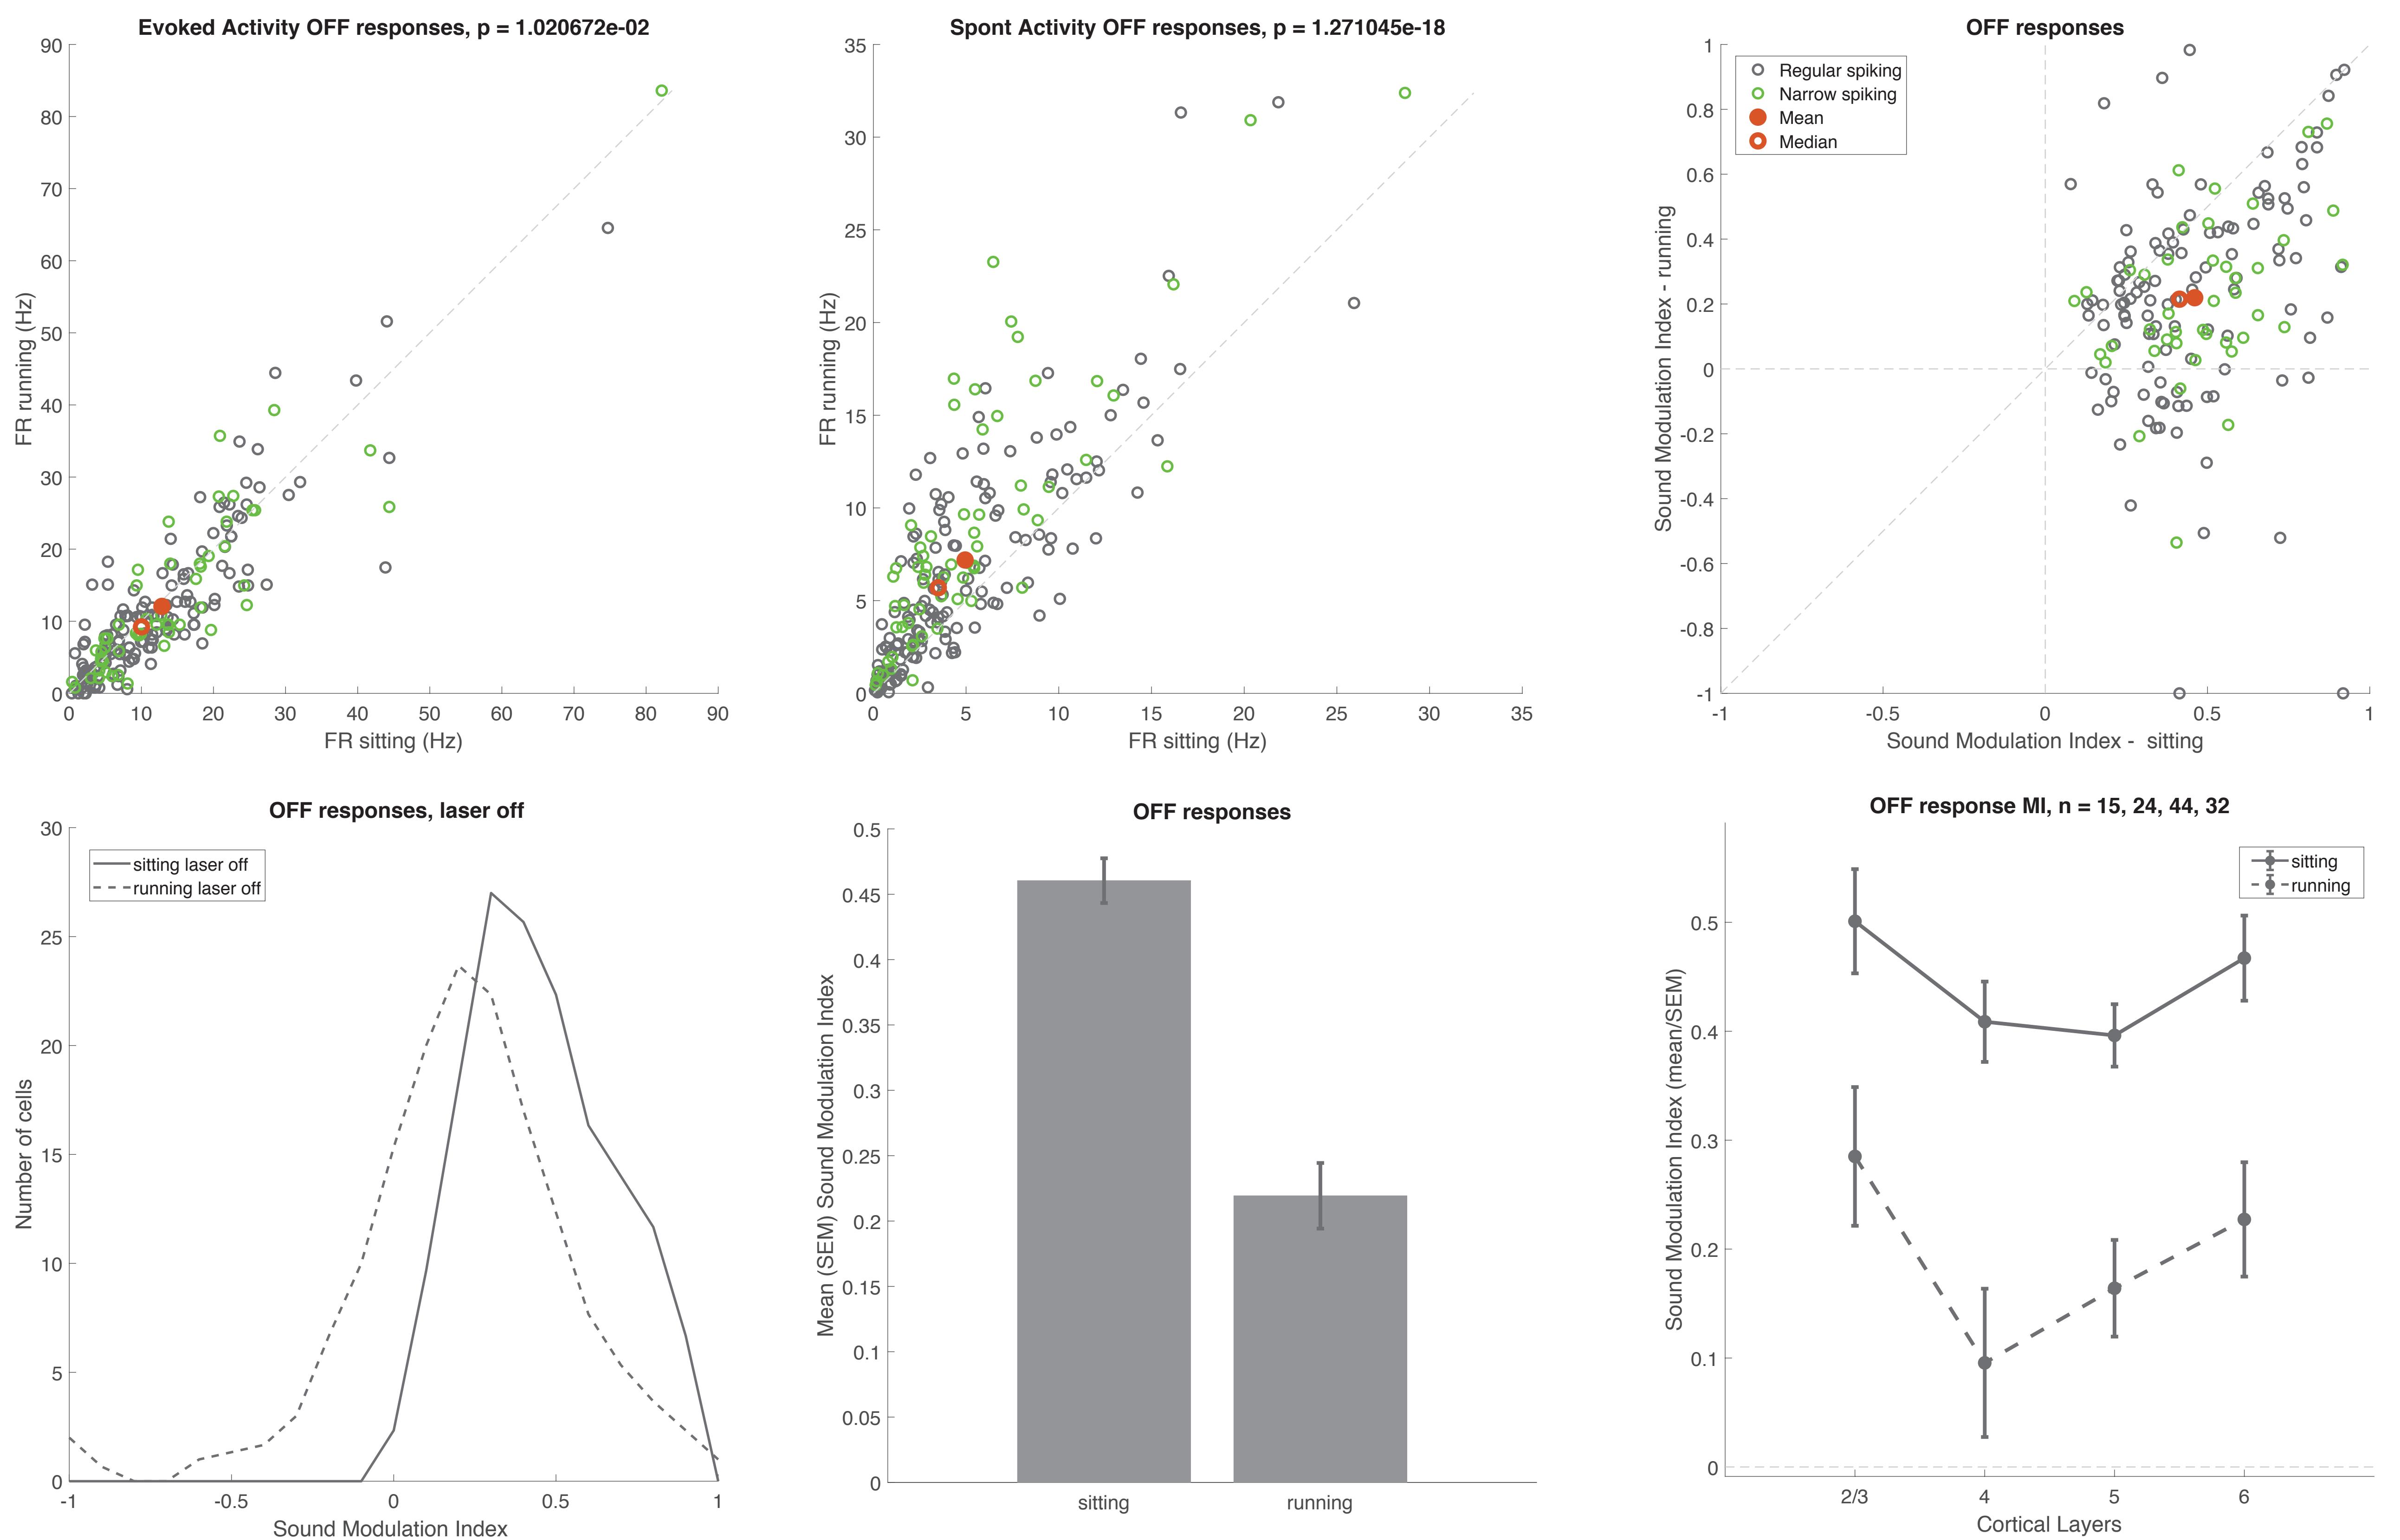 Evoked Activity OFF responses, p = 1.020672e-02
90
80
70
60
50
40
30
20
10
0
FR running (Hz)
0 10 20 30 40 50 60 70 80 90
FR sitting (Hz)
Spont Activity OFF responses, p = 1.271045e-18
35
30
25
20
15
10
5
0
FR running (Hz)
0 5 10 15 20 25 30 35
FR sitting (Hz)
OFF responses
Regular spiking
Narrow spiking
Mean
Median
1
0.8
0.6
0.4
0.2
0
-0.2
-0.4
-0.6
-0.8
-1
Sound Modulation Index - running
-1 -0.5 0 0.5 1
Sound Modulation Index - sitting
OFF responses, laser off
sitting laser off
running laser off
30
25
20
15
10
5
0
Number of cells
-1 -0.5 0 0.5 1
Sound Modulation Index
OFF responses
0.5
0.45
0.4
0.35
0.3
0.25
0.2
0.15
0.1
0.05
0
Mean (SEM) Sound Modulation Index
sitting running
OFF response MI, n = 15, 24, 44, 32
sitting
running
0.5
0.4
0.3
0.2
0.1
0
Sound Modulation Index (mean/SEM)
2/3 4 5 6
Cortical Layers